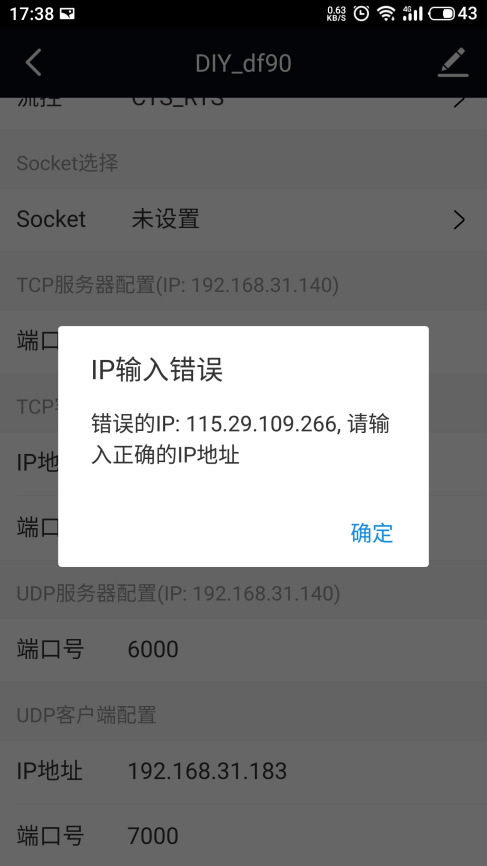 17:38
0.63
KB/S
4G
43
DIY_df90
流控 CTS_RTS
Socket选择
Socket 未设置
TCP服务器配置(IP: 192.168.31.140)
端口
IP输入错误
错误的IP: 115.29.109.266, 请输
入正确的IP地址
确定
TCP
IP地
端口
UDP服务器配置(IP: 192.168.31.140)
端口号 6000
UDP客户端配置
IP地址 192.168.31.183
端口号 7000